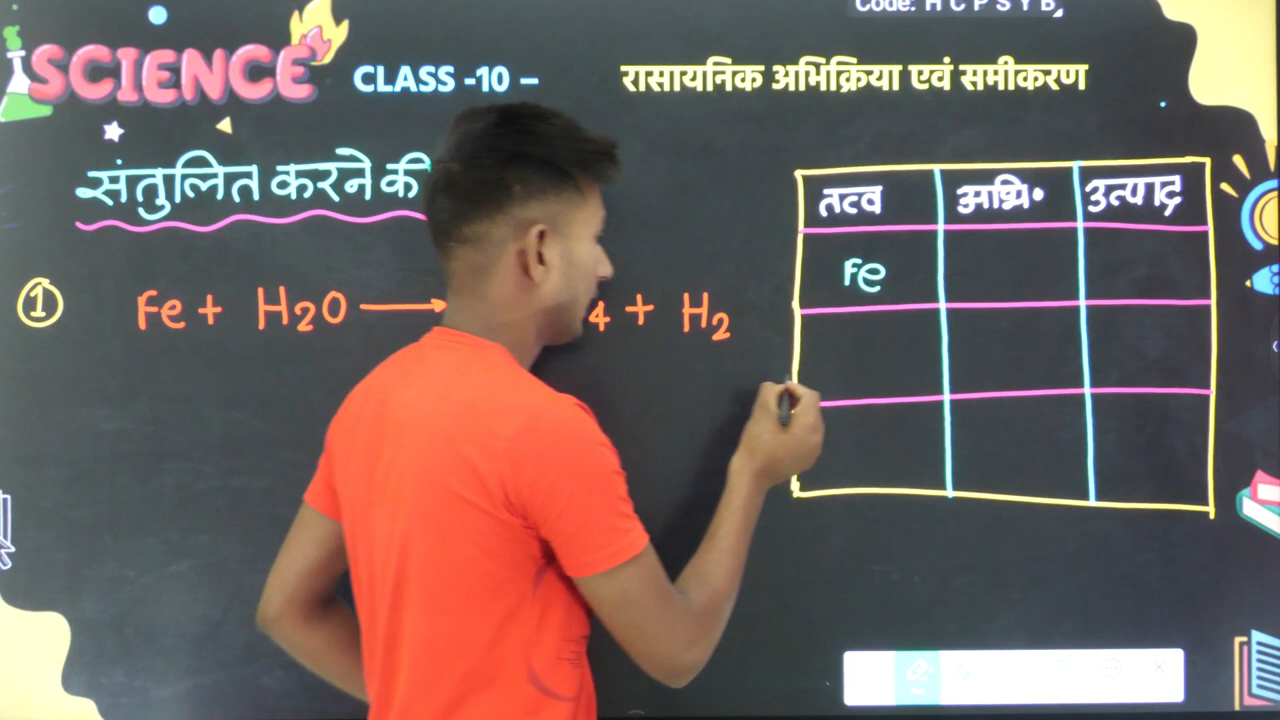 Code: H C P S Y B
SCIENCE CLASS -10 – रासायनिक अभिक्रिया एवं समीकरण
संतुलित करने की
तत्व अभि॰ उत्पाद
Fe
① Fe + H2O → 4 + H2